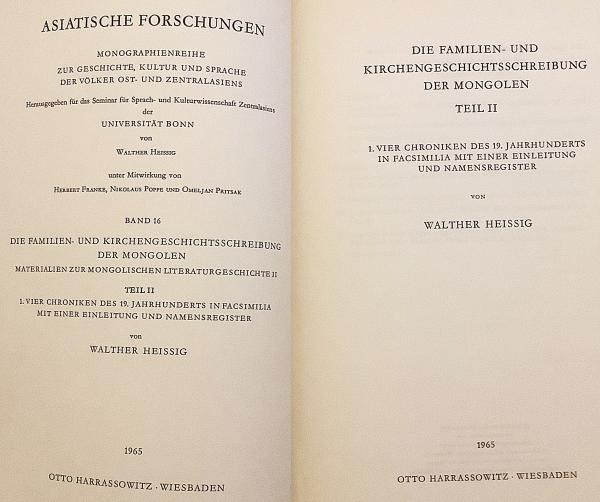 ASIATISCHE FORSCHUNGEN
MONOGRAPHIENREIHE
ZUR GESCHICHTE, KULTUR UND SPRACHE
DER VÖLKER OST- UND ZENTRALASIENS
Herausgegeben für das Seminar für Sprach- und Kulturwissenschaft Zentralasiens
der
UNIVERSITÄT BONN
von
WALTHER HEISSIG
unter Mitwirkung von
HERBERT FRANKE, NIKOLAUS POPPE UND OMELJAN PRITSAK
BAND 16
DIE FAMILIEN- UND KIRCHENGESCHICHTSSCHREIBUNG
DER MONGOLEN
MATERIALIEN ZUR MONGOLISCHEN LITERATURGESCHICHTE II
TEIL II
1. VIER CHRONIKEN DES 19. JAHRHUNDERTS IN FACSIMILIA
MIT EINER EINLEITUNG UND NAMENSREGISTER
von
WALTHER HEISSIG
1965
OTTO HARRASSOWITZ · WIESBADEN
DIE FAMILIEN- UND
KIRCHENGESCHICHTSSCHREIBUNG
DER MONGOLEN
TEIL II
1. VIER CHRONIKEN DES 19. JAHRHUNDERTS
IN FACSIMILIA MIT EINER EINLEITUNG
UND NAMENSREGISTER
VON
WALTHER HEISSIG
1965
OTTO HARRASSOWITZ · WIESBADEN